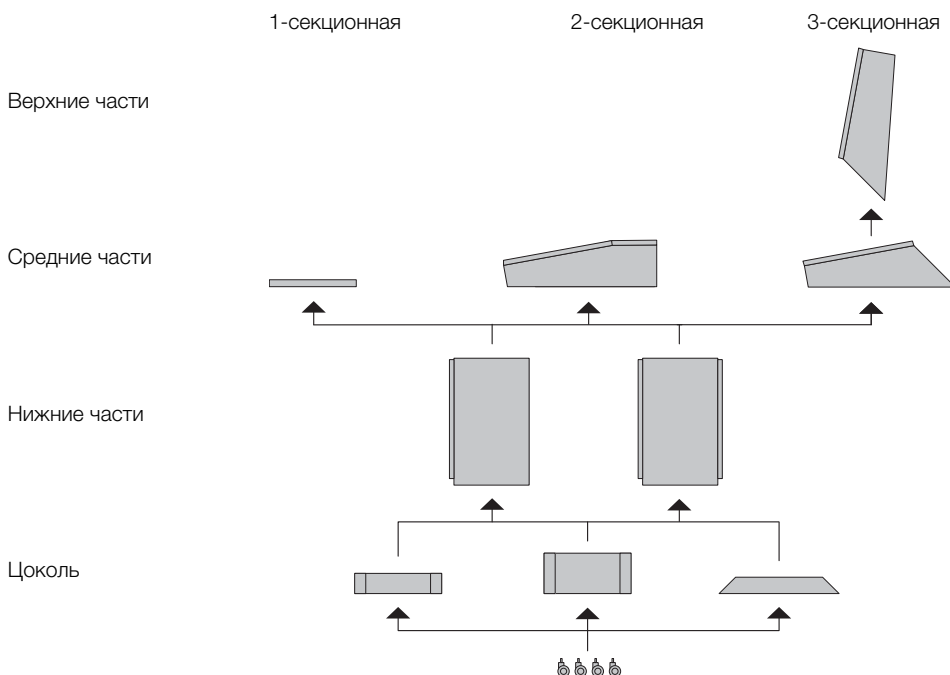 1-секционная 2-секционная 3-секционная
Верхние части
Средние части
Нижние части
Цоколь